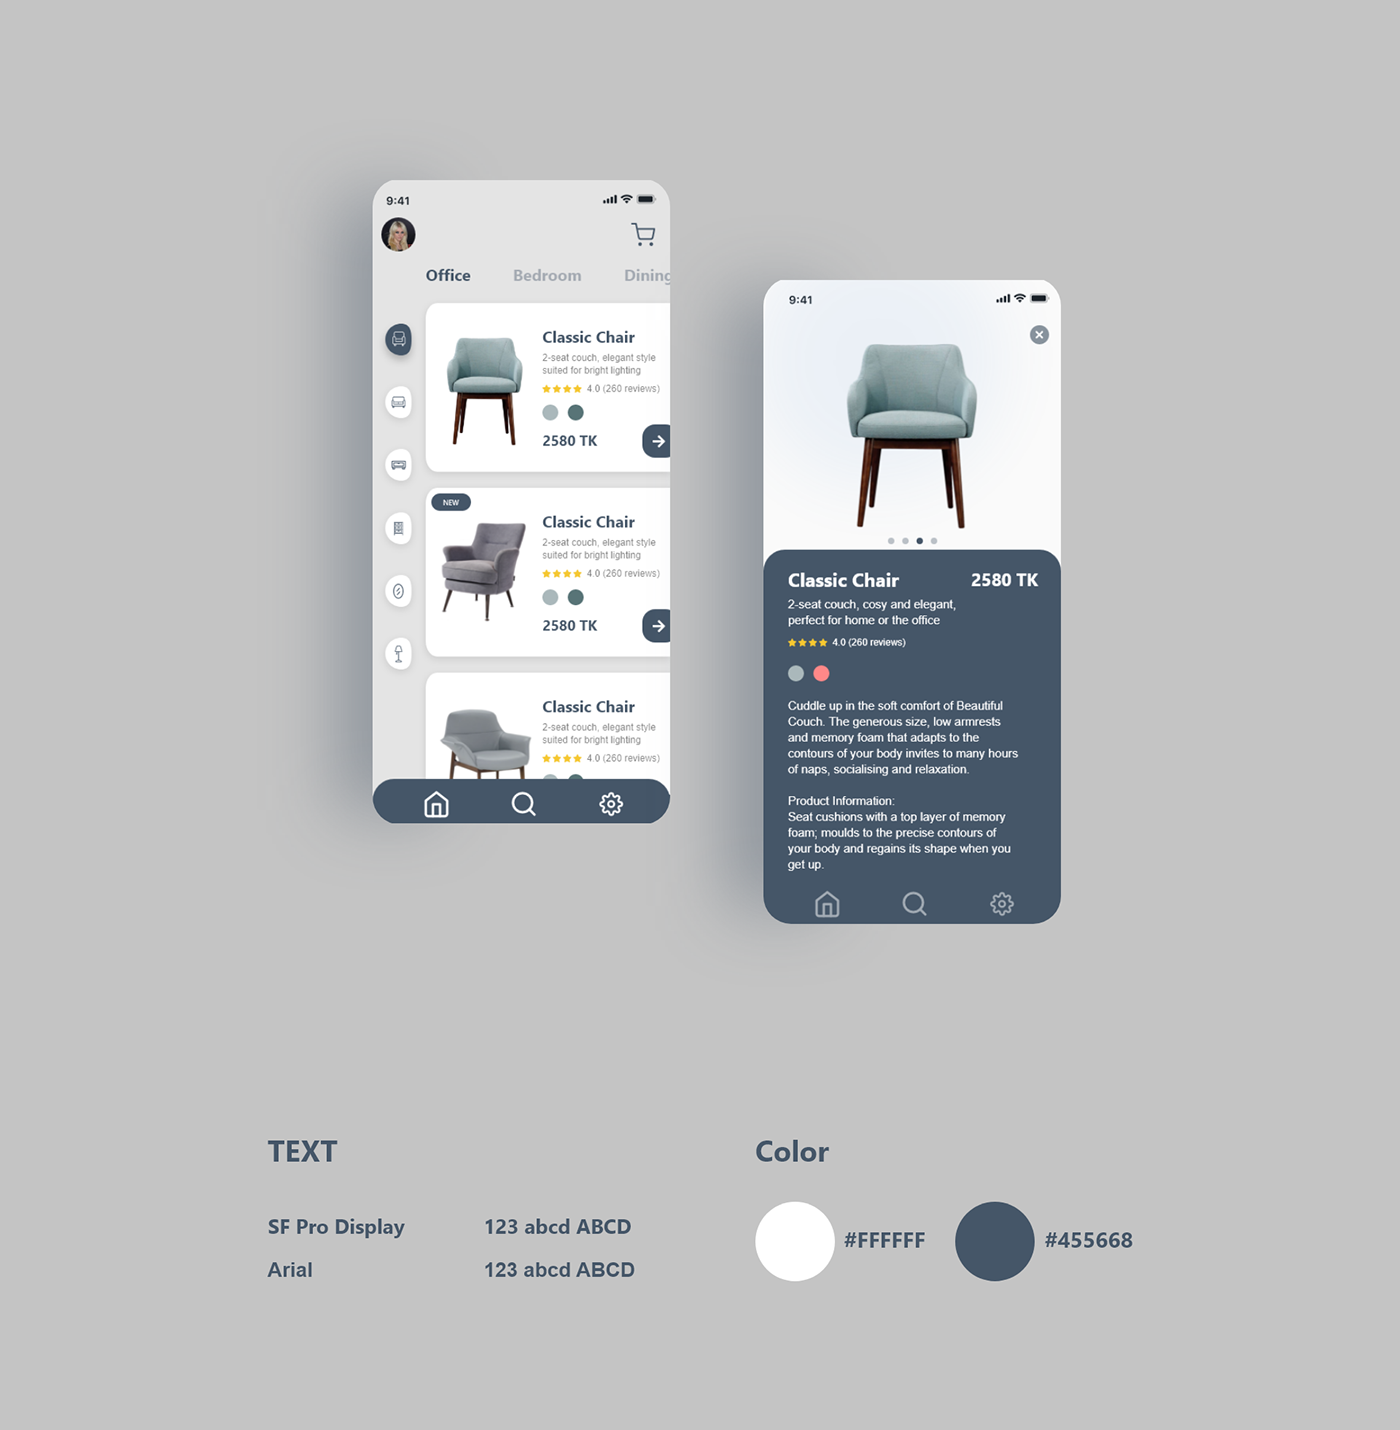 9:41
Office Bedroom Dining
Classic Chair
2-seat couch, elegant style
suited for bright lighting
4.0 (260 reviews)
2580 TK
NEW
Classic Chair
2-seat couch, elegant style
suited for bright lighting
4.0 (260 reviews)
2580 TK
Classic Chair
2-seat couch, elegant style
suited for bright lighting
4.0 (260 reviews)
9:41
Classic Chair 2580 TK
2-seat couch, cosy and elegant,
perfect for home or the office
4.0 (260 reviews)
Cuddle up in the soft comfort of Beautiful
Couch. The generous size, low armrests
and memory foam that adapts to the
contours of your body invites to many hours
of naps, socialising and relaxation.
Product Information:
Seat cushions with a top layer of memory
foam; moulds to the precise contours of
your body and regains its shape when you
get up.
TEXT
SF Pro Display 123 abcd ABCD
Arial 123 abcd ABCD
Color
#FFFFFF #455668